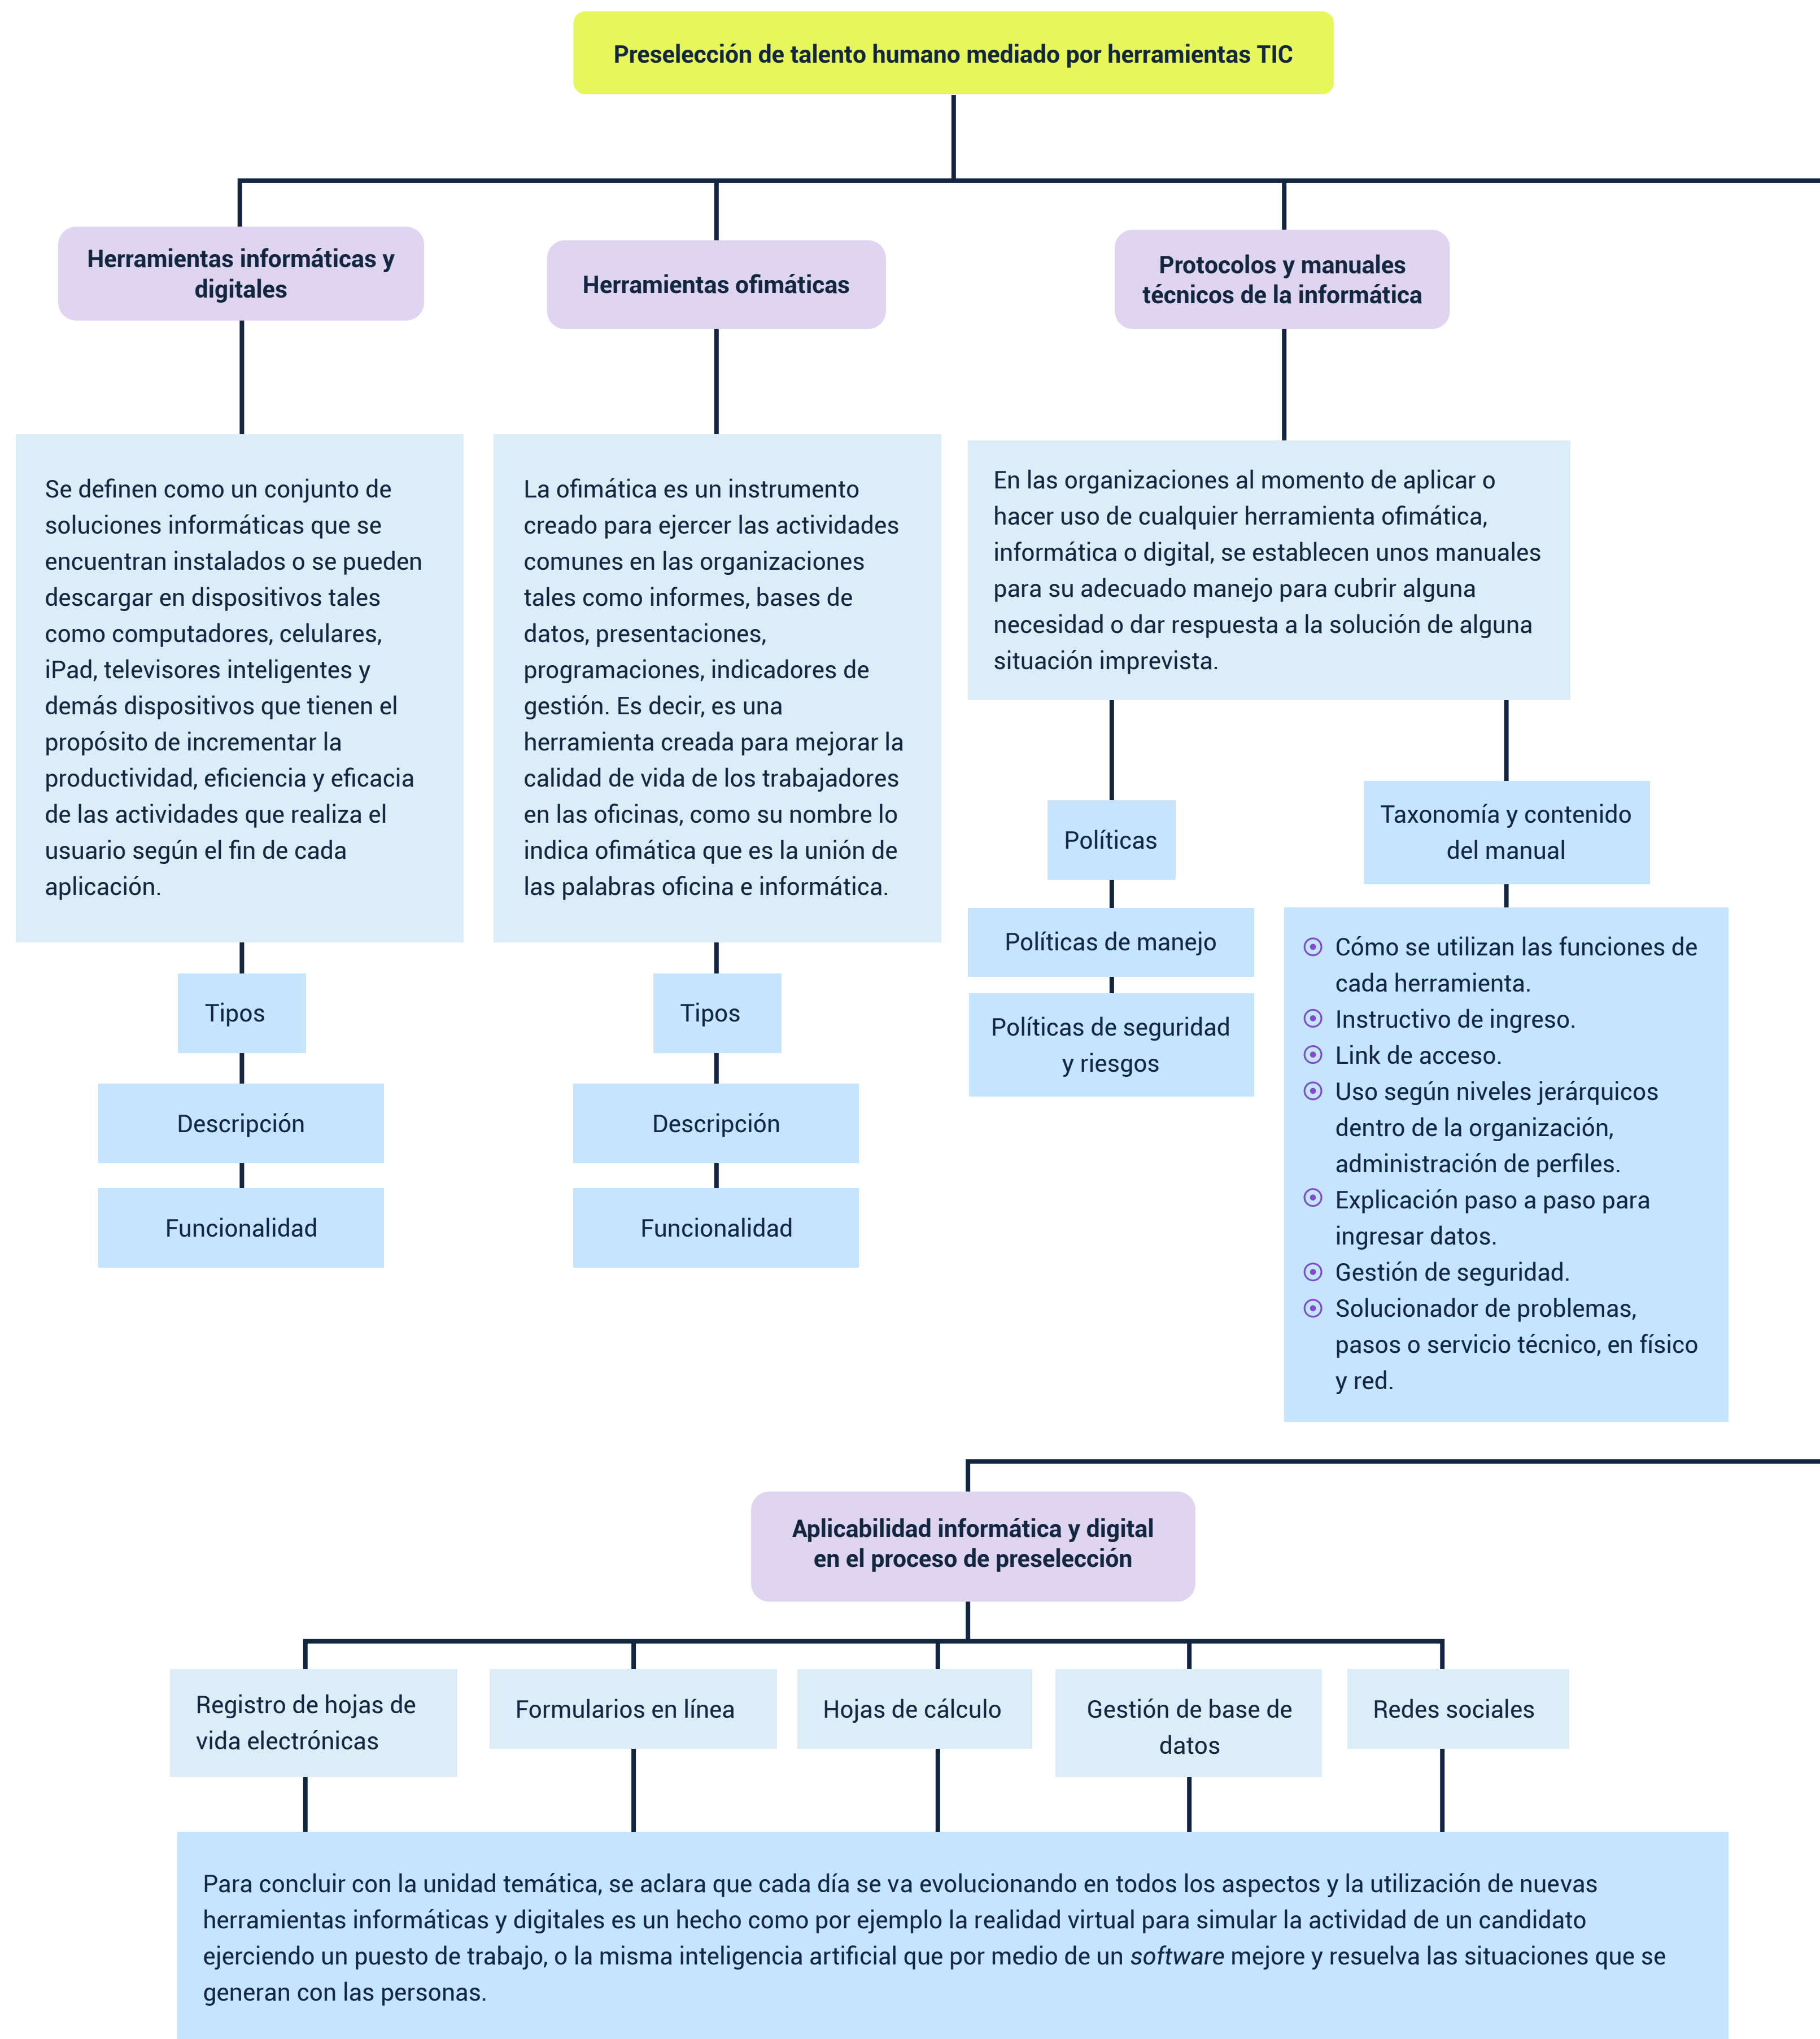 Preselección de talento humano mediado por herramientas TIC
Herramientas informáticas y
digitales
Herramientas ofimáticas
Protocolos y manuales
técnicos de la informática
Se definen como un conjunto de
soluciones informáticas que se
encuentran instalados o se pueden
descargar en dispositivos tales
como computadores, celulares,
iPad, televisores inteligentes y
demás dispositivos que tienen el
propósito de incrementar la
productividad, eficiencia y eficacia
de las actividades que realiza el
usuario según el fin de cada
aplicación.
Tipos
Descripción
Funcionalidad
La ofimática es un instrumento
creado para ejercer las actividades
comunes en las organizaciones
tales como informes, bases de
datos, presentaciones,
programaciones, indicadores de
gestión. Es decir, es una
herramienta creada para mejorar la
calidad de vida de los trabajadores
en las oficinas, como su nombre lo
indica ofimática que es la unión de
las palabras oficina e informática.
Tipos
Descripción
Funcionalidad
En las organizaciones al momento de aplicar o
hacer uso de cualquier herramienta ofimática,
informática o digital, se establecen unos manuales
para su adecuado manejo para cubrir alguna
necesidad o dar respuesta a la solución de alguna
situación imprevista.
Políticas
Políticas de manejo
Políticas de seguridad
y riesgos
Taxonomía y contenido
del manual
Cómo se utilizan las funciones de
cada herramienta.
Instructivo de ingreso.
Link de acceso.
Uso según niveles jerárquicos
dentro de la organización,
administración de perfiles.
Explicación paso a paso para
ingresar datos.
Gestión de seguridad.
Solucionador de problemas,
pasos o servicio técnico, en físico
y red.
Aplicabilidad informática y digital
en el proceso de preselección
Registro de hojas de
vida electrónicas
Formularios en línea
Hojas de cálculo
Gestión de base de
datos
Redes sociales
Para concluir con la unidad temática, se aclara que cada día se va evolucionando en todos los aspectos y la utilización de nuevas
herramientas informáticas y digitales es un hecho como por ejemplo la realidad virtual para simular la actividad de un candidato
ejerciendo un puesto de trabajo, o la misma inteligencia artificial que por medio de un software mejore y resuelva las situaciones que se
generan con las personas.